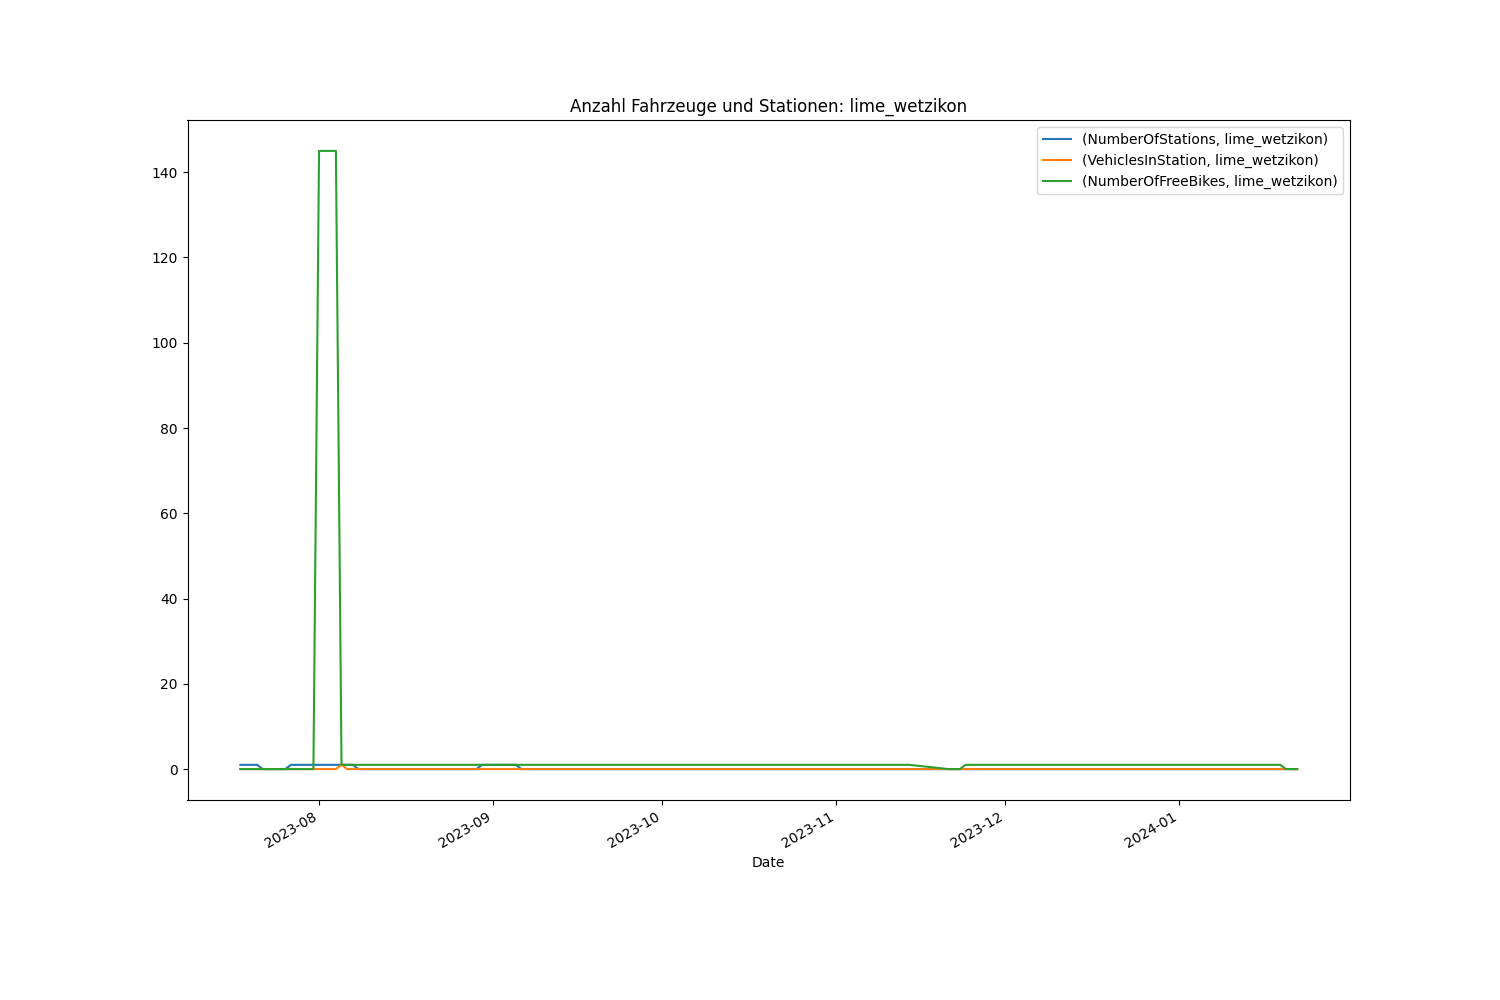 Anzahl Fahrzeuge und Stationen: lime_wetzikon
(NumberOfStations, lime_wetzikon)
(VehiclesInStation, lime_wetzikon)
(NumberOfFreeBikes, lime_wetzikon)
140
120
100
80
60
40
20
0
2023-08
2023-09
2023-10
2023-11
2023-12
2024-01
Date